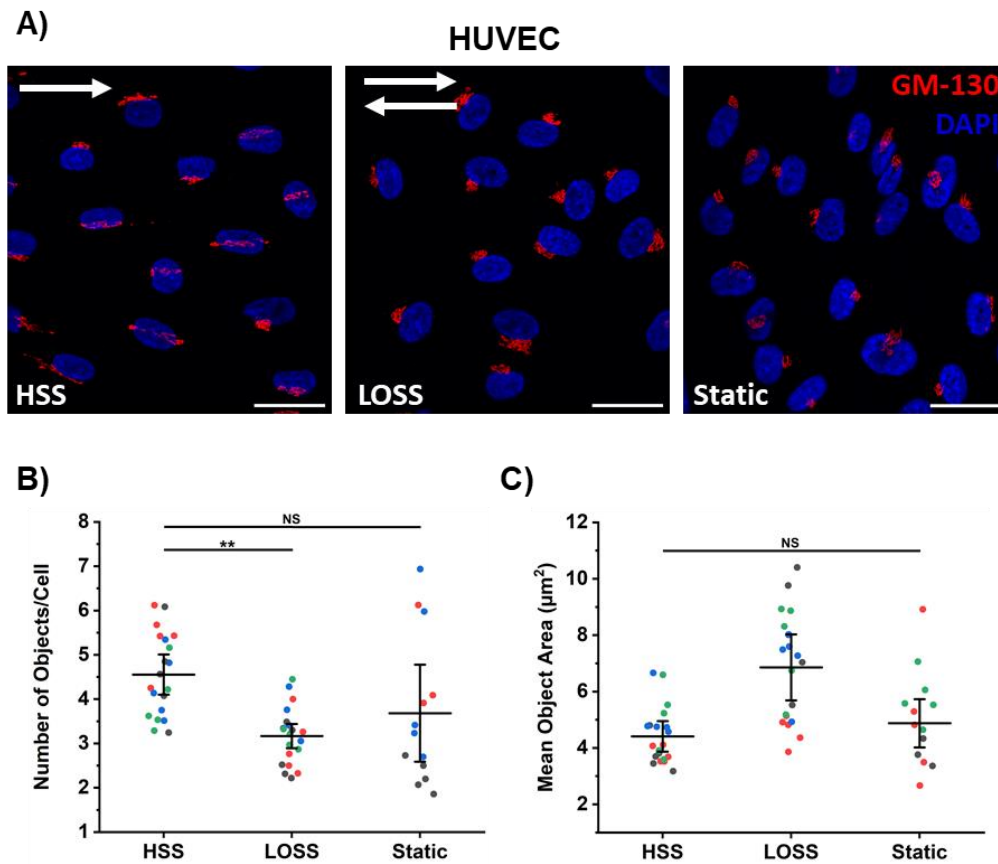 A)
HUVEC
GM-130
DAPI
HSS
LOSS
Static
B)
C)
Number of Objects/Cell
8
7
6
5
4
3
2
1
NS
**
HSS
LOSS
Static
Mean Object Area (µm²)
12
10
8
6
4
2
NS
HSS
LOSS
Static